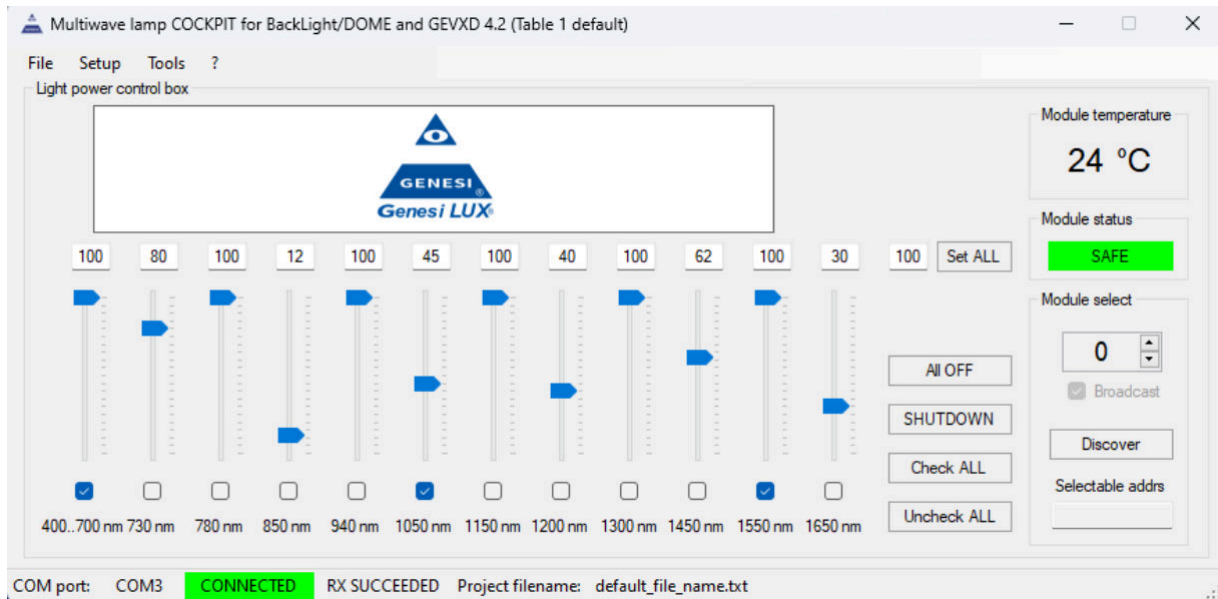 Multiwave lamp COCKPIT for BackLight/DOME and GEVXD 4.2 (Table 1 default)
File Setup Tools ?
Light power control box
GENESI ®
Genesi LUX®
100 80 100 12 100 45 100 40 100 62 100 30 100 Set ALL
All OFF
SHUTDOWN
Check ALL
Uncheck ALL
400..700 nm 730 nm 780 nm 850 nm 940 nm 1050 nm 1150 nm 1200 nm 1300 nm 1450 nm 1550 nm 1650 nm
Module temperature
24 °C
Module status
SAFE
Module select
0
Broadcast
Discover
Selectable addrs
COM port: COM3 CONNECTED RX SUCCEEDED Project filename: default_file_name.txt